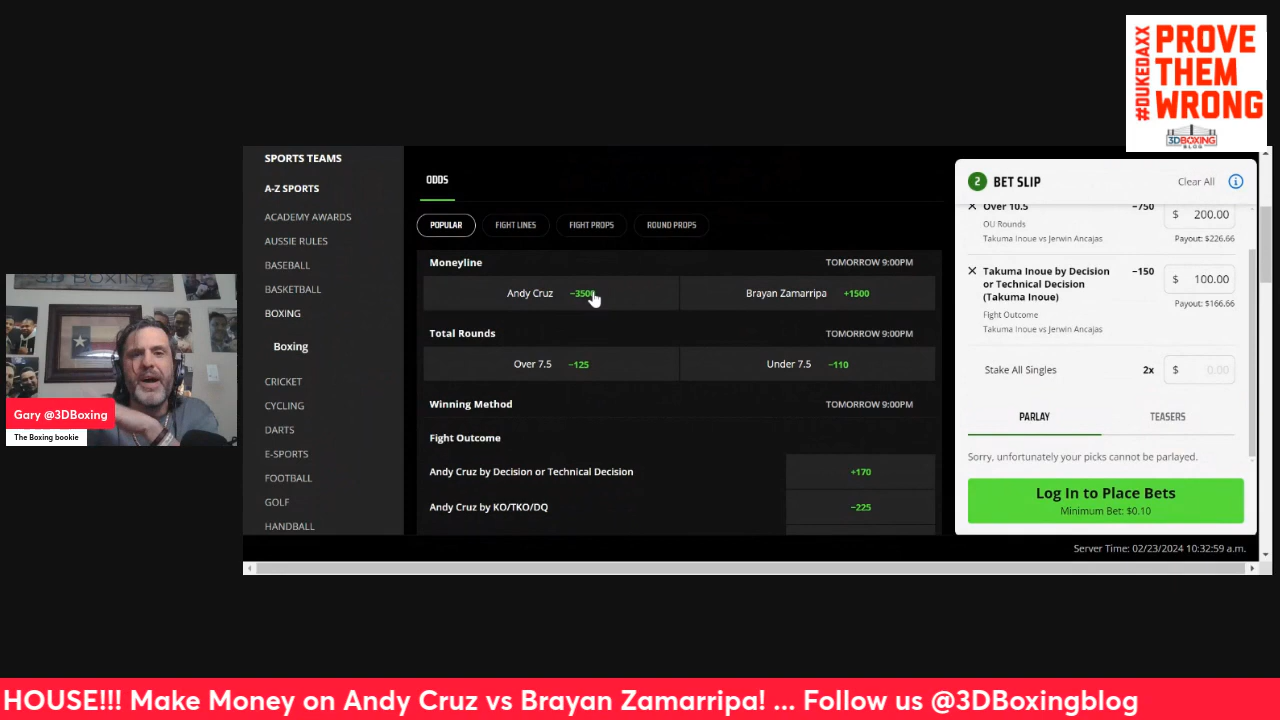 #DUKEDAXX
PROVE
THEM
WRONG
3DBOXING
BLOG
SPORTS TEAMS
A-Z SPORTS
ACADEMY AWARDS
AUSSIE RULES
BASEBALL
BASKETBALL
BOXING
Boxing
CRICKET
CYCLING
DARTS
E-SPORTS
FOOTBALL
GOLF
HANDBALL
ODDS
POPULAR
FIGHT LINES
FIGHT PROPS
ROUND PROPS
Moneyline TOMORROW 9:00PM
Andy Cruz −3500 Brayan Zamarripa +1500
Total Rounds TOMORROW 9:00PM
Over 7.5 −125 Under 7.5 −110
Winning Method TOMORROW 9:00PM
Fight Outcome
Andy Cruz by Decision or Technical Decision +170
Andy Cruz by KO/TKO/DQ −225
2 BET SLIP Clear All
Over 10.5 −750 $ 200.00
OU Rounds
Takuma Inoue vs Jerwin Ancajas Payout: $226.66
Takuma Inoue by Decision −150 $ 100.00
or Technical Decision
(Takuma Inoue) Payout: $166.66
Fight Outcome
Takuma Inoue vs Jerwin Ancajas
Stake All Singles 2x $ 0.00
PARLAY TEASERS
Sorry, unfortunately your picks cannot be parlayed.
Log In to Place Bets
Minimum Bet: $0.10
Server Time: 02/23/2024 10:32:59 a.m.
3D BOXING
Gary @3DBoxing
The Boxing bookie
HOUSE!!! Make Money on Andy Cruz vs Brayan Zamarripa! ... Follow us @3DBoxingblog